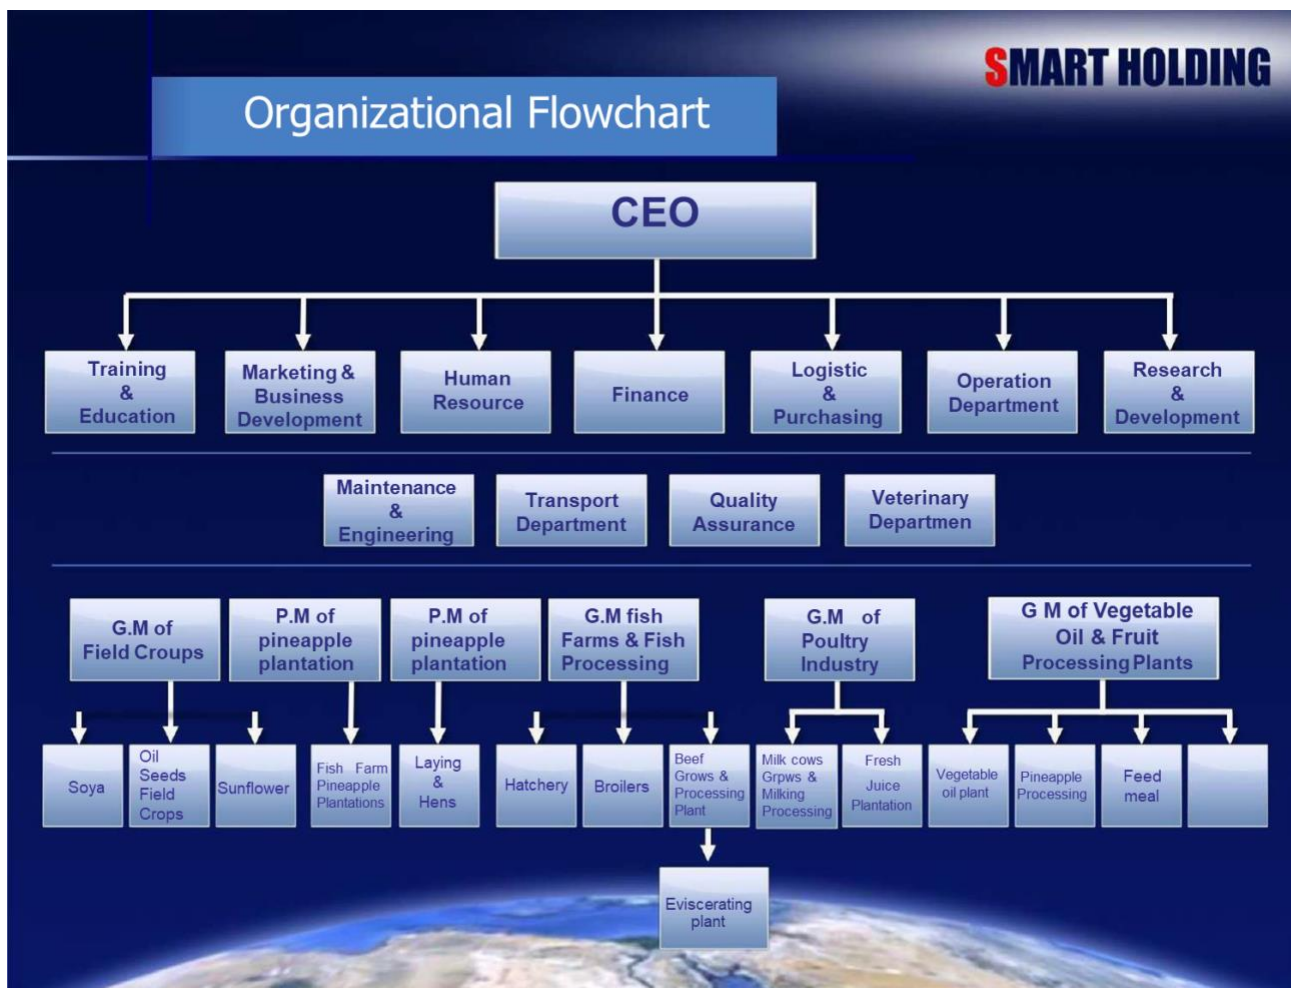 SMART HOLDING
Organizational Flowchart
CEO
Training
&
Education
Marketing &
Business
Development
Human
Resource
Finance
Logistic
&
Purchasing
Operation
Department
Research
&
Development
Maintenance
&
Engineering
Transport
Department
Quality
Assurance
Veterinary
Departmen
G.M of
Field Croups
P.M of
pineapple
plantation
P.M of
pineapple
plantation
G.M fish
Farms & Fish
Processing
G.M of
Poultry
Industry
G M of Vegetable
Oil & Fruit
Processing Plants
Soya
Oil
Seeds
Field
Crops
Sunflower
Fish Farm
Pineapple
Plantations
Laying
&
Hens
Hatchery
Broilers
Beef
Grows &
Processing
Plant
Milk cows
Grpws &
Milking
Processing
Fresh
Juice
Plantation
Vegetable
oil plant
Pineapple
Processing
Feed
meal
Eviscerating
plant